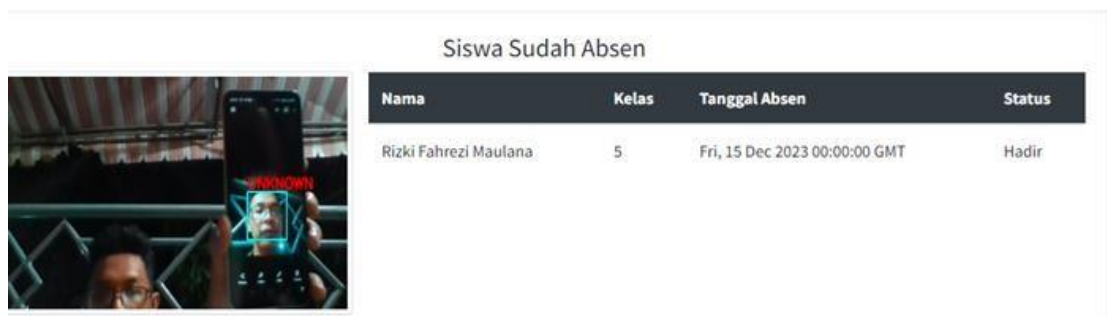 Siswa Sudah Absen
Nama Kelas Tanggal Absen Status
Rizki Fahrezi Maulana 5 Fri, 15 Dec 2023 00:00:00 GMT Hadir
UNKNOWN